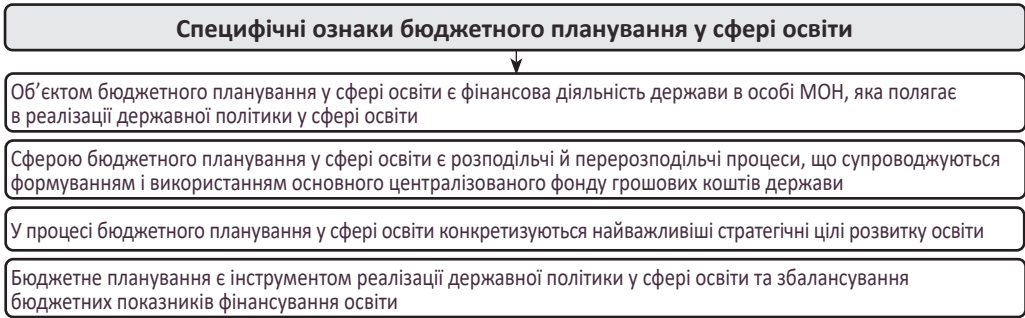 Специфічні ознаки бюджетного планування у сфері освіти
Об’єктом бюджетного планування у сфері освіти є фінансова діяльність держави в особі МОН, яка полягає
в реалізації державної політики у сфері освіти
Сферою бюджетного планування у сфері освіти є розподільчі й перерозподільчі процеси, що супроводжуються
формуванням і використанням основного централізованого фонду грошових коштів держави
У процесі бюджетного планування у сфері освіти конкретизуються найважливіші стратегічні цілі розвитку освіти
Бюджетне планування є інструментом реалізації державної політики у сфері освіти та збалансування
бюджетних показників фінансування освіти